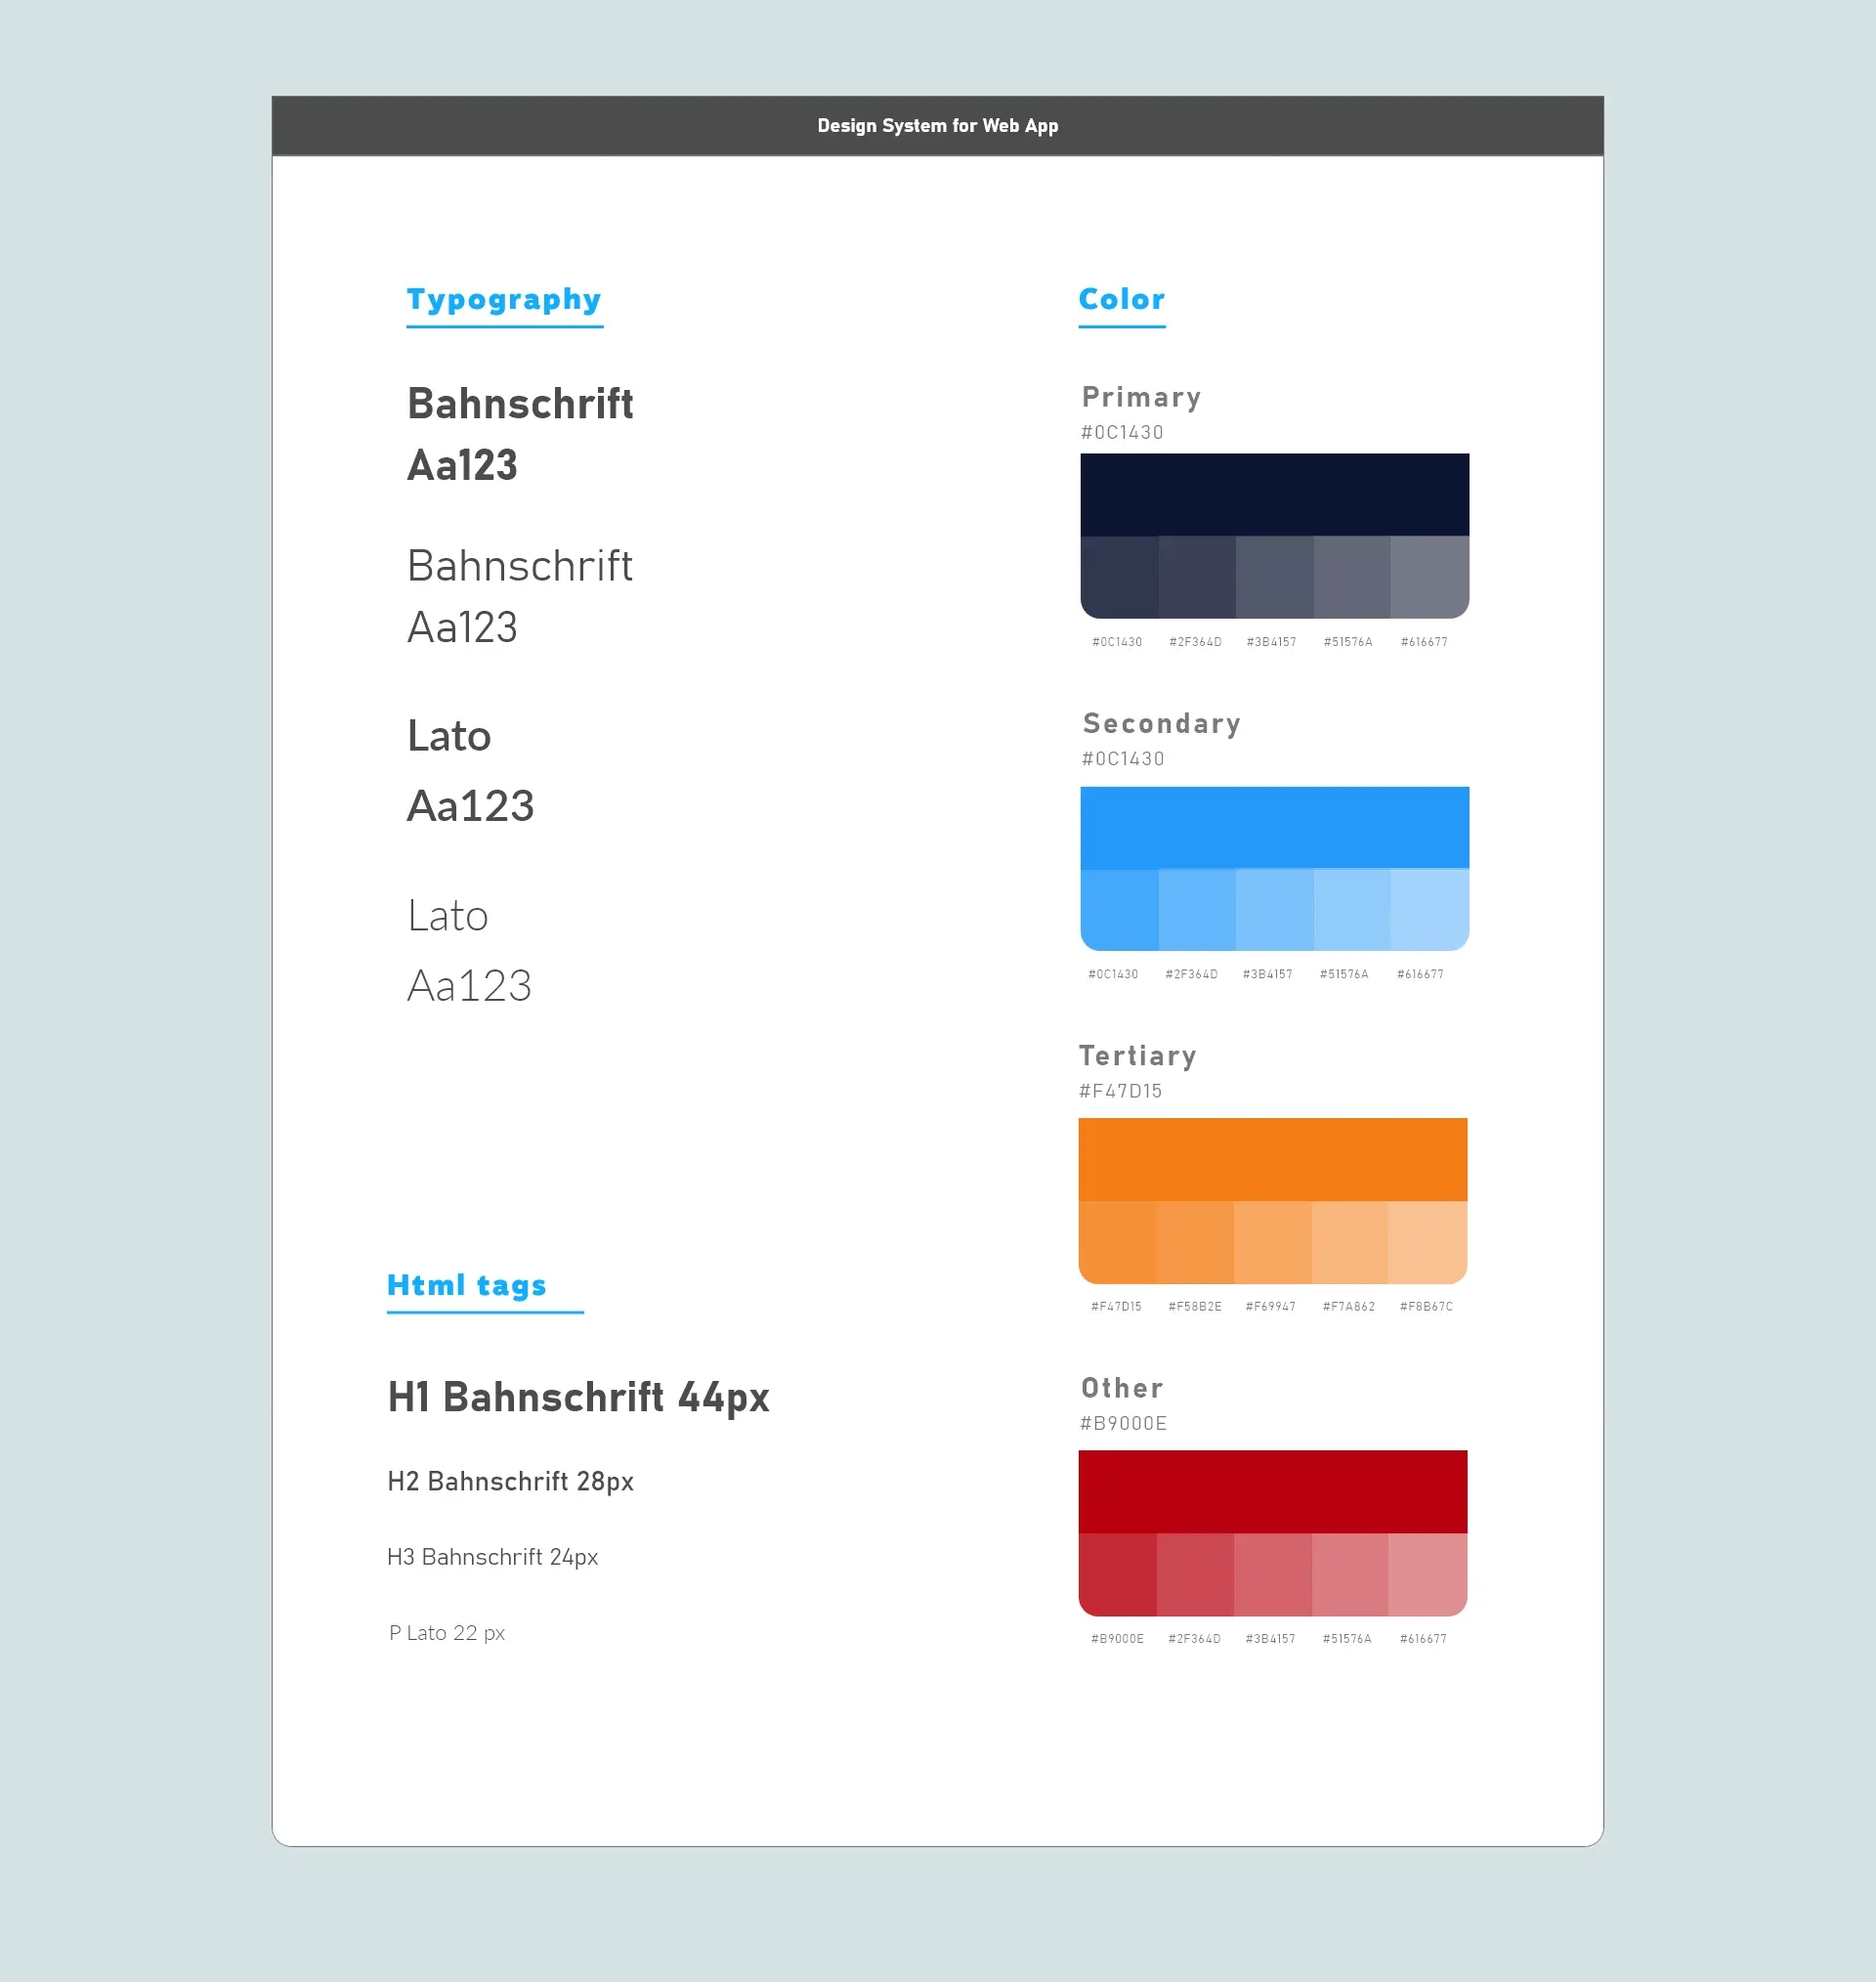 Design System for Web App
Typography
Bahnschrift
Aa123
Bahnschrift
Aa123
Lato
Aa123
Lato
Aa123
Html tags
H1 Bahnschrift 44px
H2 Bahnschrift 28px
H3 Bahnschrift 24px
P Lato 22 px
Color
Primary
#0C1430
#0C1430 #2F364D #3B4157 #51576A #616677
Secondary
#0C1430
#0C1430 #2F364D #3B4157 #51576A #616677
Tertiary
#F47D15
#F47D15 #F58B2E #F69947 #F7A862 #F8B67C
Other
#B9000E
#B9000E #2F364D #3B4157 #51576A #616677